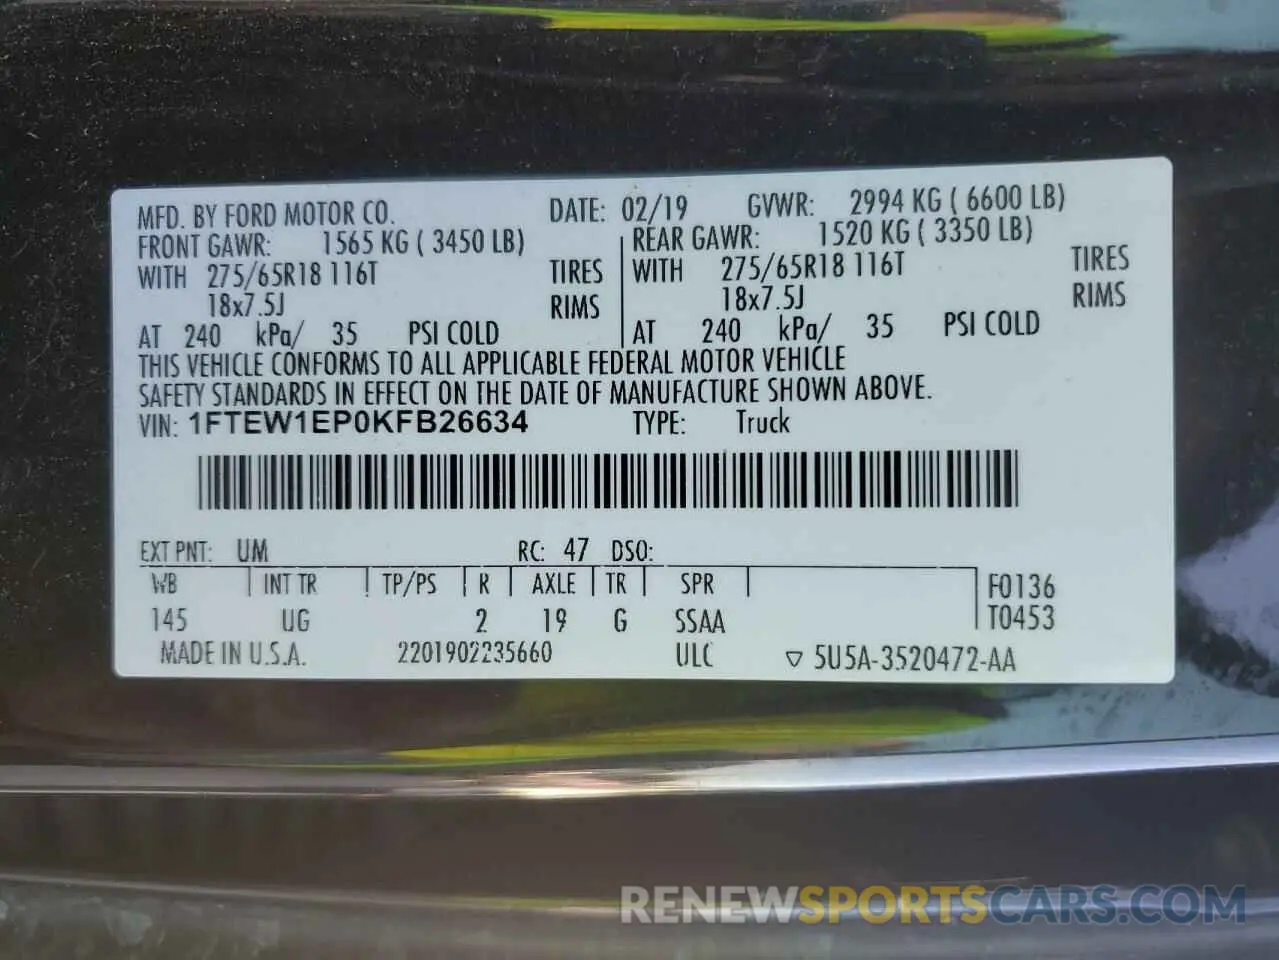 MFD. BY FORD MOTOR CO. DATE: 02/19 GVWR: 2994 KG ( 6600 LB)
FRONT GAWR: 1565 KG ( 3450 LB) REAR GAWR: 1520 KG ( 3350 LB)
WITH 275/65R18 116T TIRES WITH 275/65R18 116T TIRES
18x7.5J RIMS 18x7.5J RIMS
AT 240 kPa/ 35 PSI COLD AT 240 kPa/ 35 PSI COLD
THIS VEHICLE CONFORMS TO ALL APPLICABLE FEDERAL MOTOR VEHICLE
SAFETY STANDARDS IN EFFECT ON THE DATE OF MANUFACTURE SHOWN ABOVE.
VIN: 1FTEW1EP0KFB26634 TYPE: Truck
EXT PNT: UM RC: 47 DSO:
WB INT TR TP/PS R AXLE TR SPR F0136
145 UG 2 19 G SSAA T0453
MADE IN U.S.A. 2201902235660 ULC ▽ 5U5A-3520472-AA
RENEWSPORTSCARS.COM